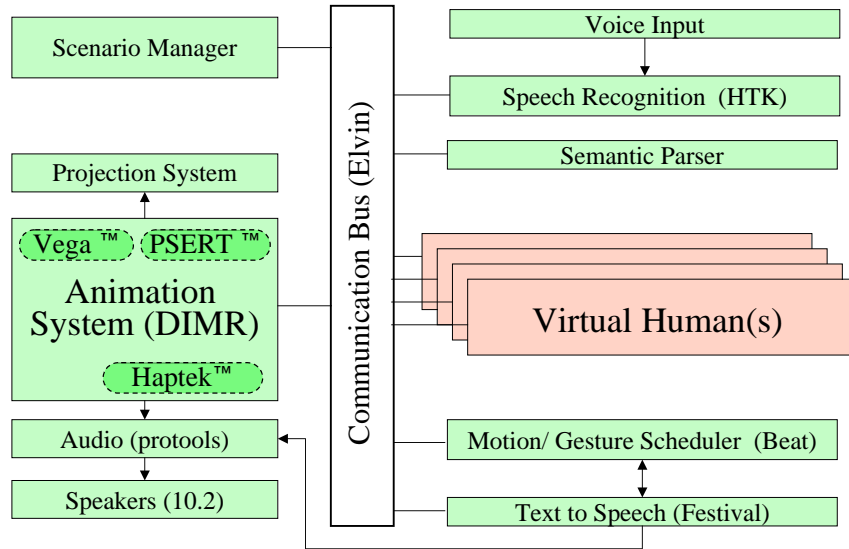 Scenario Manager
Projection System
Vega ™
PSERT ™
Animation
System (DIMR)
Haptek™
Audio (protools)
Speakers (10.2)
Communication Bus (Elvin)
Voice Input
Speech Recognition (HTK)
Semantic Parser
Virtual Human(s)
Motion/ Gesture Scheduler (Beat)
Text to Speech (Festival)